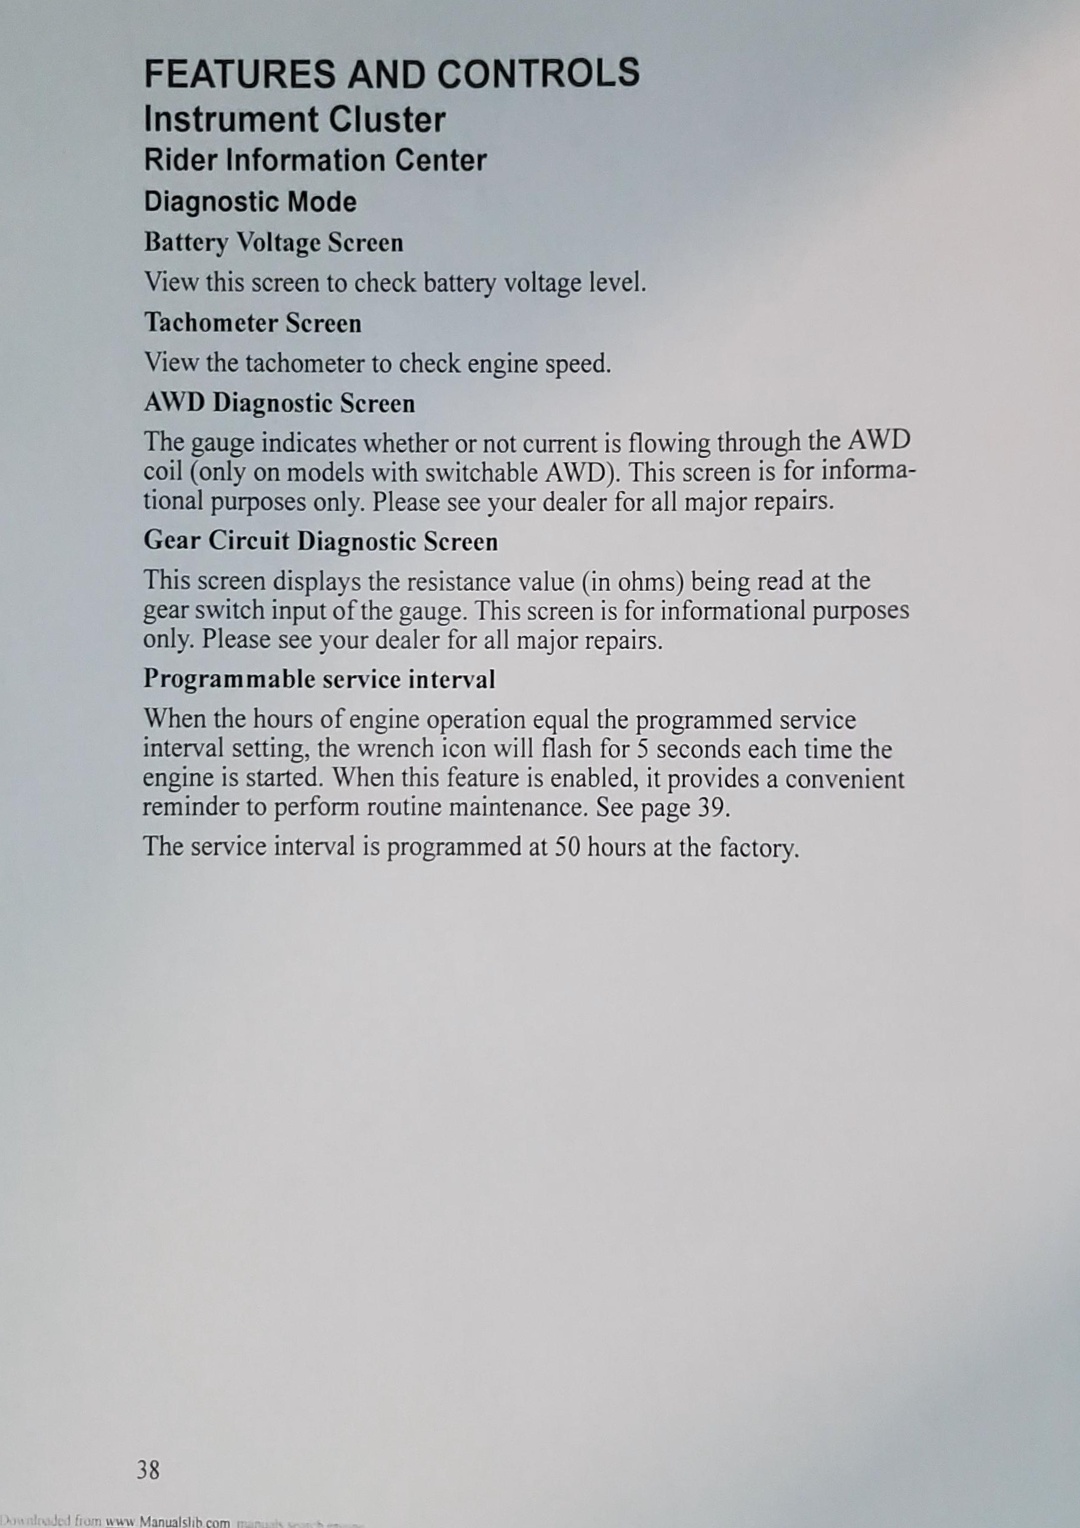 FEATURES AND CONTROLS
Instrument Cluster
Rider Information Center
Diagnostic Mode
Battery Voltage Screen
View this screen to check battery voltage level.
Tachometer Screen
View the tachometer to check engine speed.
AWD Diagnostic Screen
The gauge indicates whether or not current is flowing through the AWD
coil (only on models with switchable AWD). This screen is for informa-
tional purposes only. Please see your dealer for all major repairs.
Gear Circuit Diagnostic Screen
This screen displays the resistance value (in ohms) being read at the
gear switch input of the gauge. This screen is for informational purposes
only. Please see your dealer for all major repairs.
Programmable service interval
When the hours of engine operation equal the programmed service
interval setting, the wrench icon will flash for 5 seconds each time the
engine is started. When this feature is enabled, it provides a convenient
reminder to perform routine maintenance. See page 39.
The service interval is programmed at 50 hours at the factory.
38
Downloaded from www.Manualslib.com manuals search